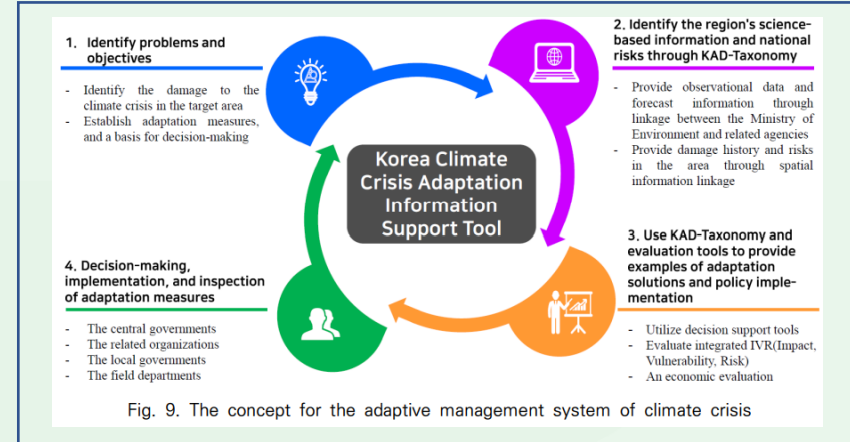 1. Identify problems and
objectives
- Identify the damage to the
climate crisis in the target area
- Establish adaptation measures,
and a basis for decision-making
2. Identify the region's science-
based information and national
risks through KAD-Taxonomy
- Provide observational data and
forecast information through
linkage between the Ministry of
Environment and related agencies
- Provide damage history and risks
in the area through spatial
information linkage
Korea Climate
Crisis Adaptation
Information
Support Tool
3. Use KAD-Taxonomy and
evaluation tools to provide
examples of adaptation
solutions and policy imple-
mentation
- Utilize decision support tools
- Evaluate integrated IVR(Impact,
Vulnerability, Risk)
- An economic evaluation
4. Decision-making,
implementation, and inspection
of adaptation measures
- The central governments
- The related organizations
- The local governments
- The field departments
Fig. 9. The concept for the adaptive management system of climate crisis